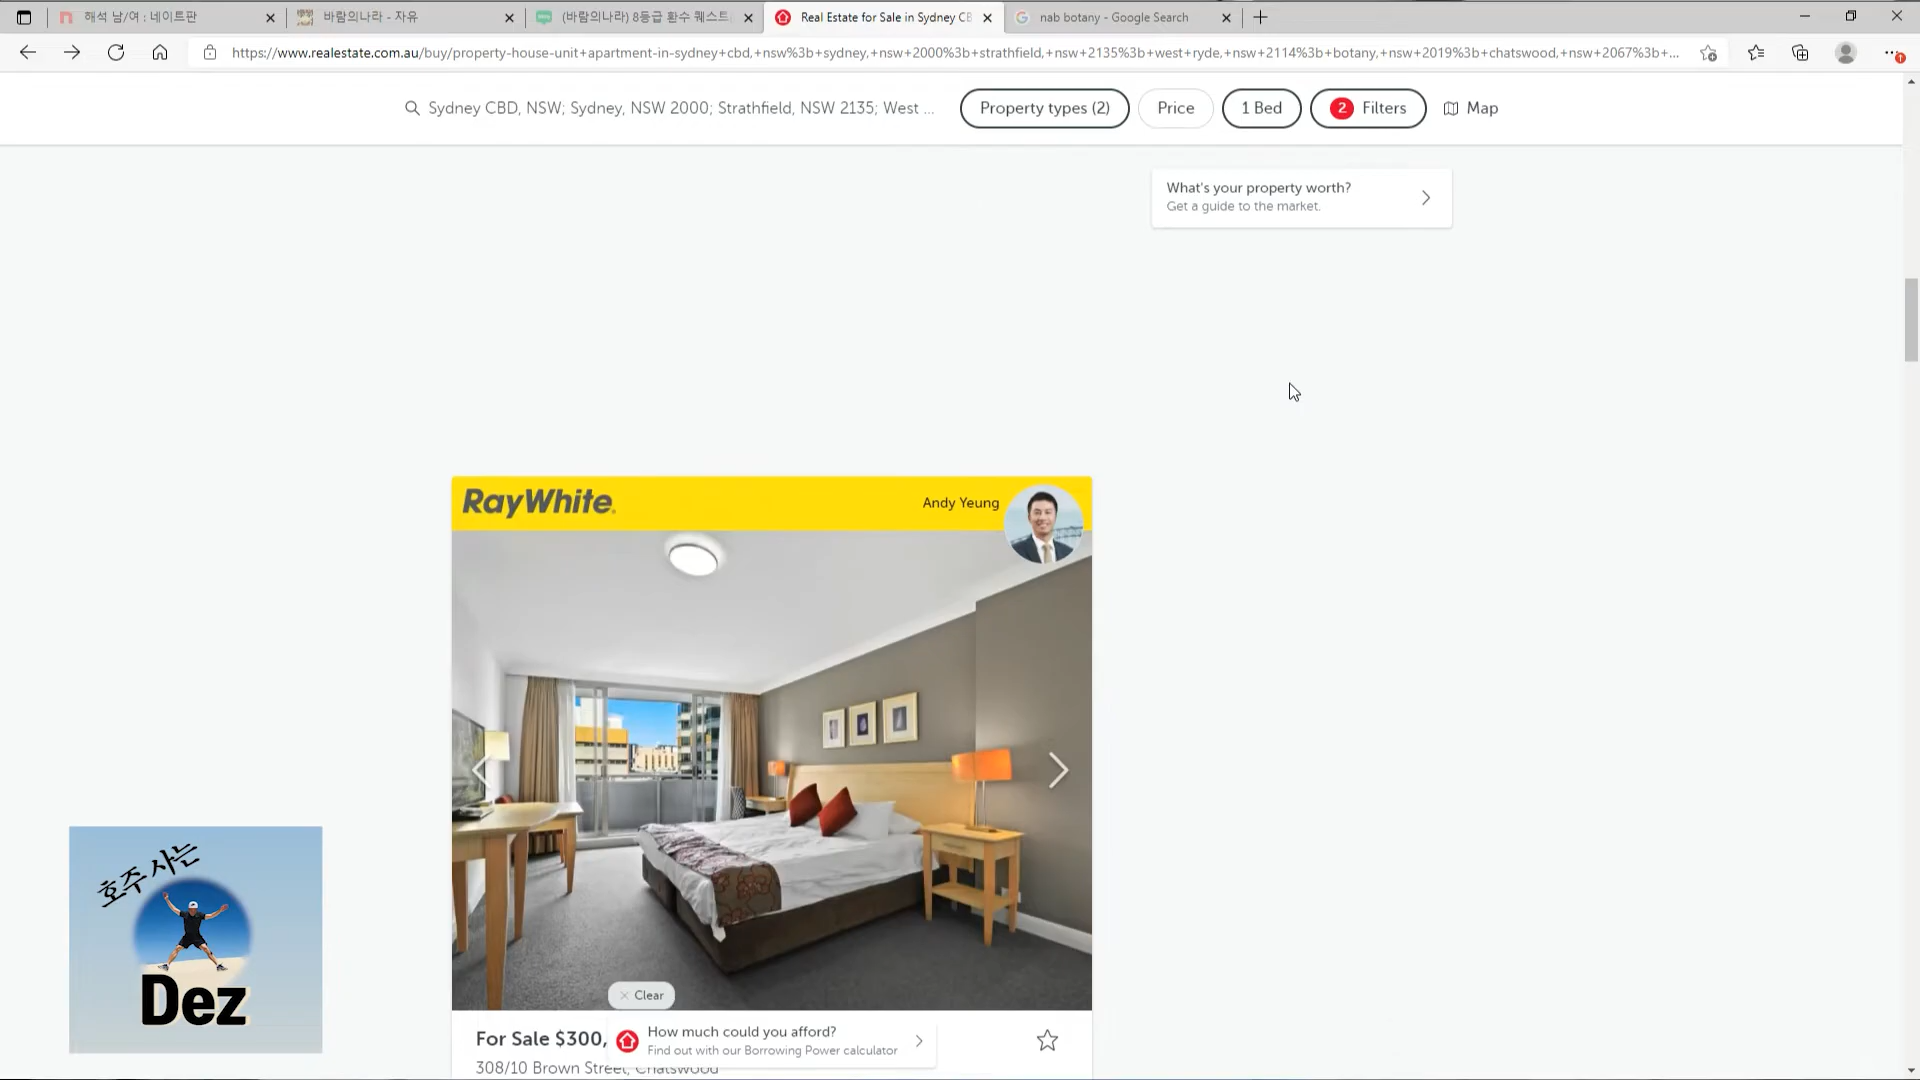 해석 남/여 : 네이트판
바람의나라 - 자유
(바람의나라) 8등급 환수 퀘스트
Real Estate for Sale in Sydney CB
nab botany - Google Search
https://www.realestate.com.au/buy/property-house-unit+apartment-in-sydney+cbd,+nsw%3b+sydney,+nsw+2000%3b+strathfield,+nsw+2135%3b+west+ryde,+nsw+2114%3b+botany,+nsw+2019%3b+chatswood,+nsw+2067%3b+...
Sydney CBD, NSW; Sydney, NSW 2000; Strathfield, NSW 2135; West ...
Property types (2)
Price
1 Bed
2 Filters
Map
What's your property worth?
Get a guide to the market.
RayWhite.
Andy Yeung
호주 사는
Dez
Clear
For Sale $300,
How much could you afford?
Find out with our Borrowing Power calculator
308/10 Brown Street, Chatswood